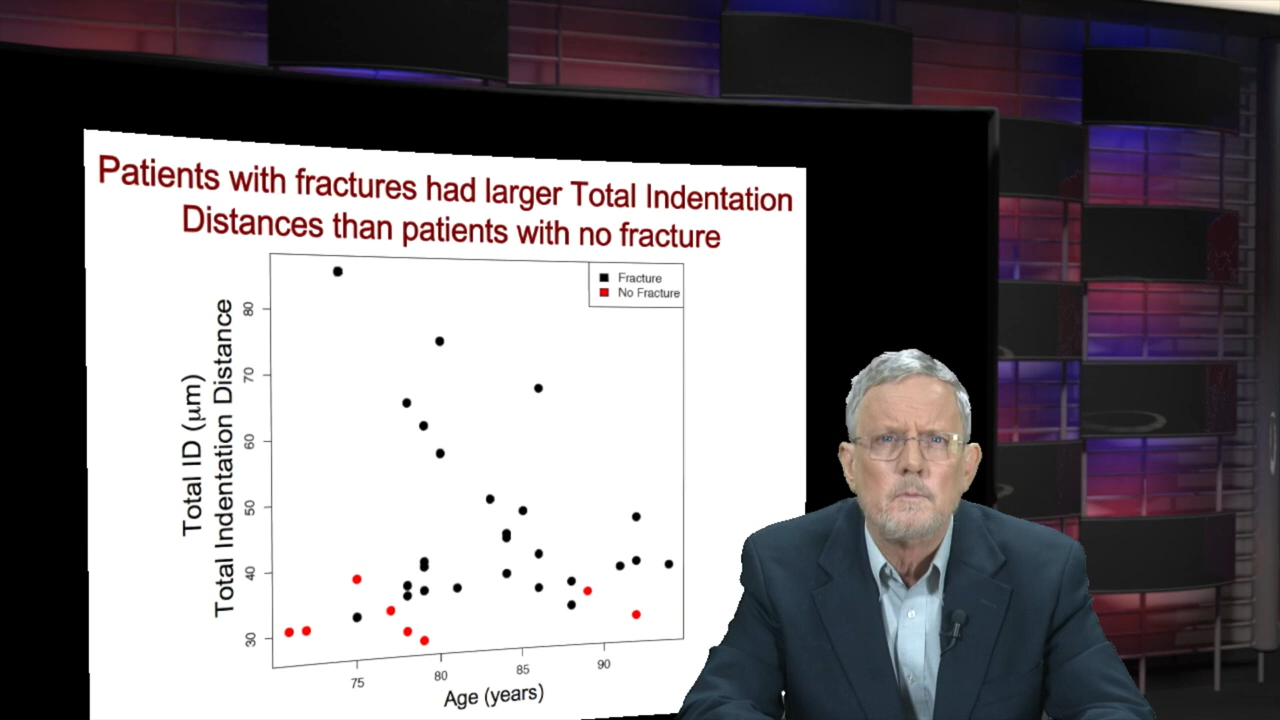 Patients with fractures had larger Total Indentation
Distances than patients with no fracture
Fracture
No Fracture
Total ID (μm)
Total Indentation Distance
80
70
60
50
40
30
75
80
85
90
Age (years)